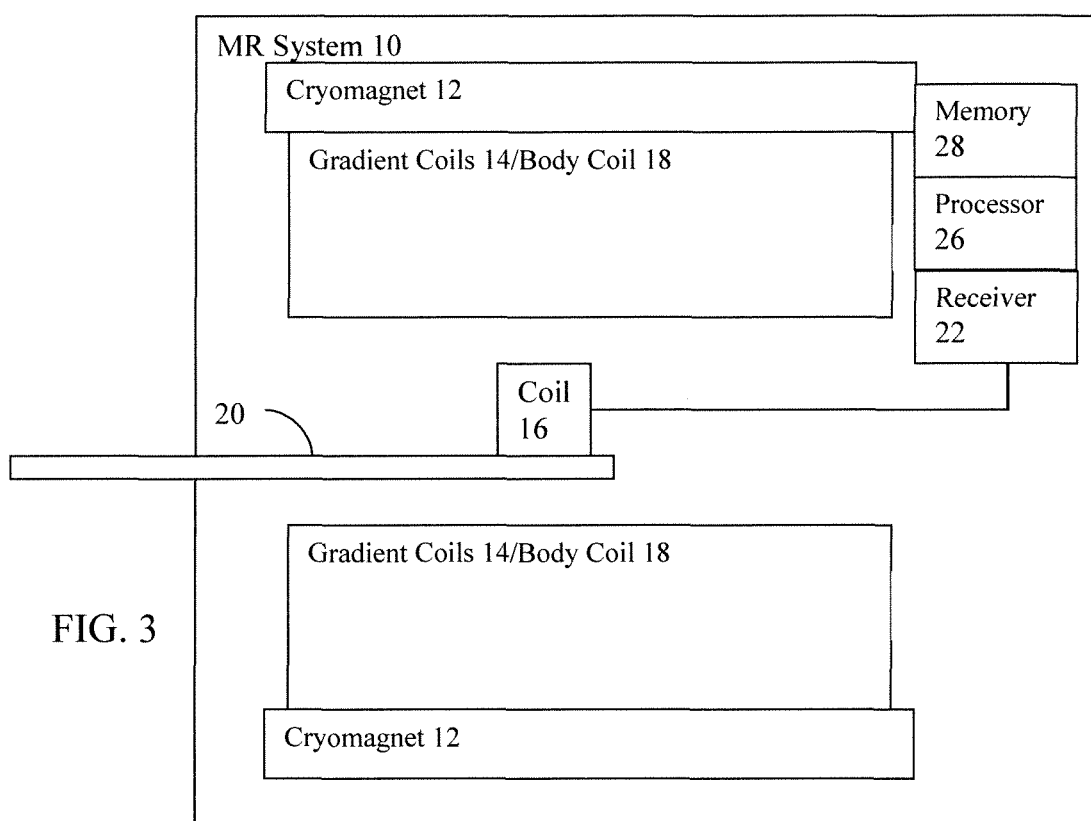 MR System 10
Cryomagnet 12
Memory
28
Gradient Coils 14/Body Coil 18
Processor
26
Receiver
22
Coil
16
20
Gradient Coils 14/Body Coil 18
FIG. 3
Cryomagnet 12